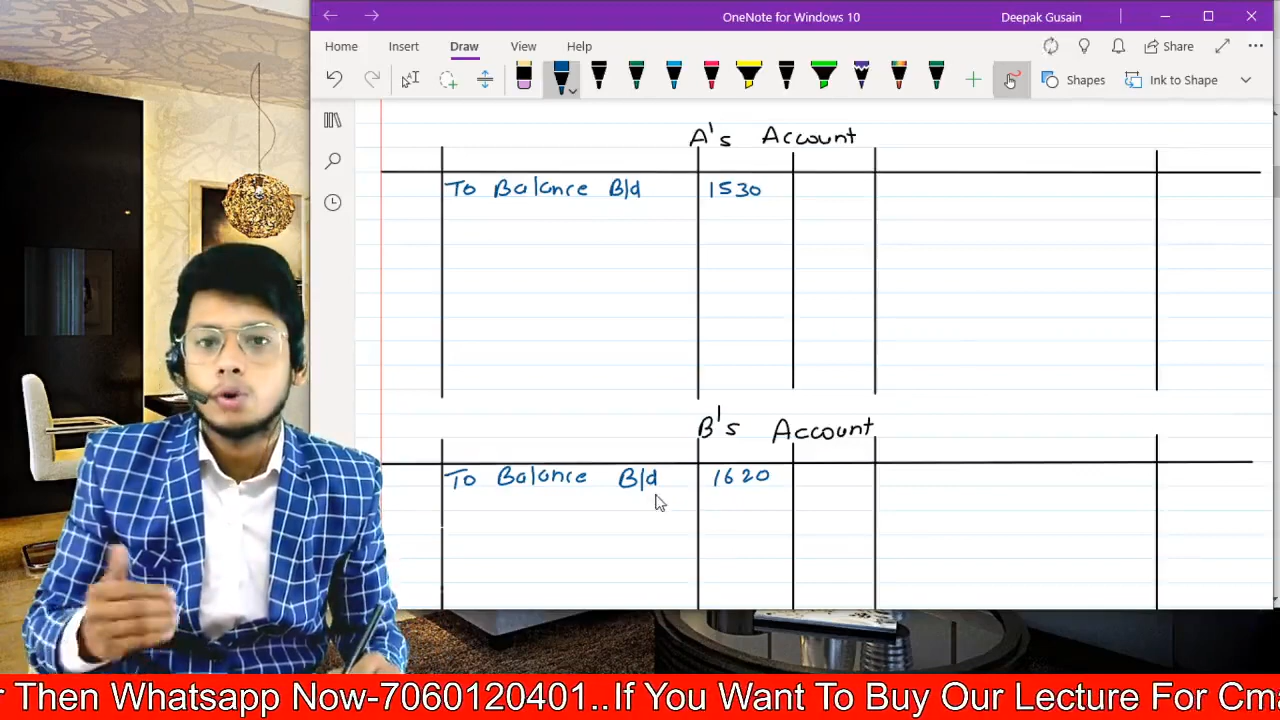 OneNote for Windows 10
Deepak Gusain
Home Insert Draw View Help
Share
Shapes
Ink to Shape
A's Account
To Balance B/d 1530
B's Account
To Balance B/d 1620
r Then Whatsapp Now-7060120401..If You Want To Buy Our Lecture For Cm